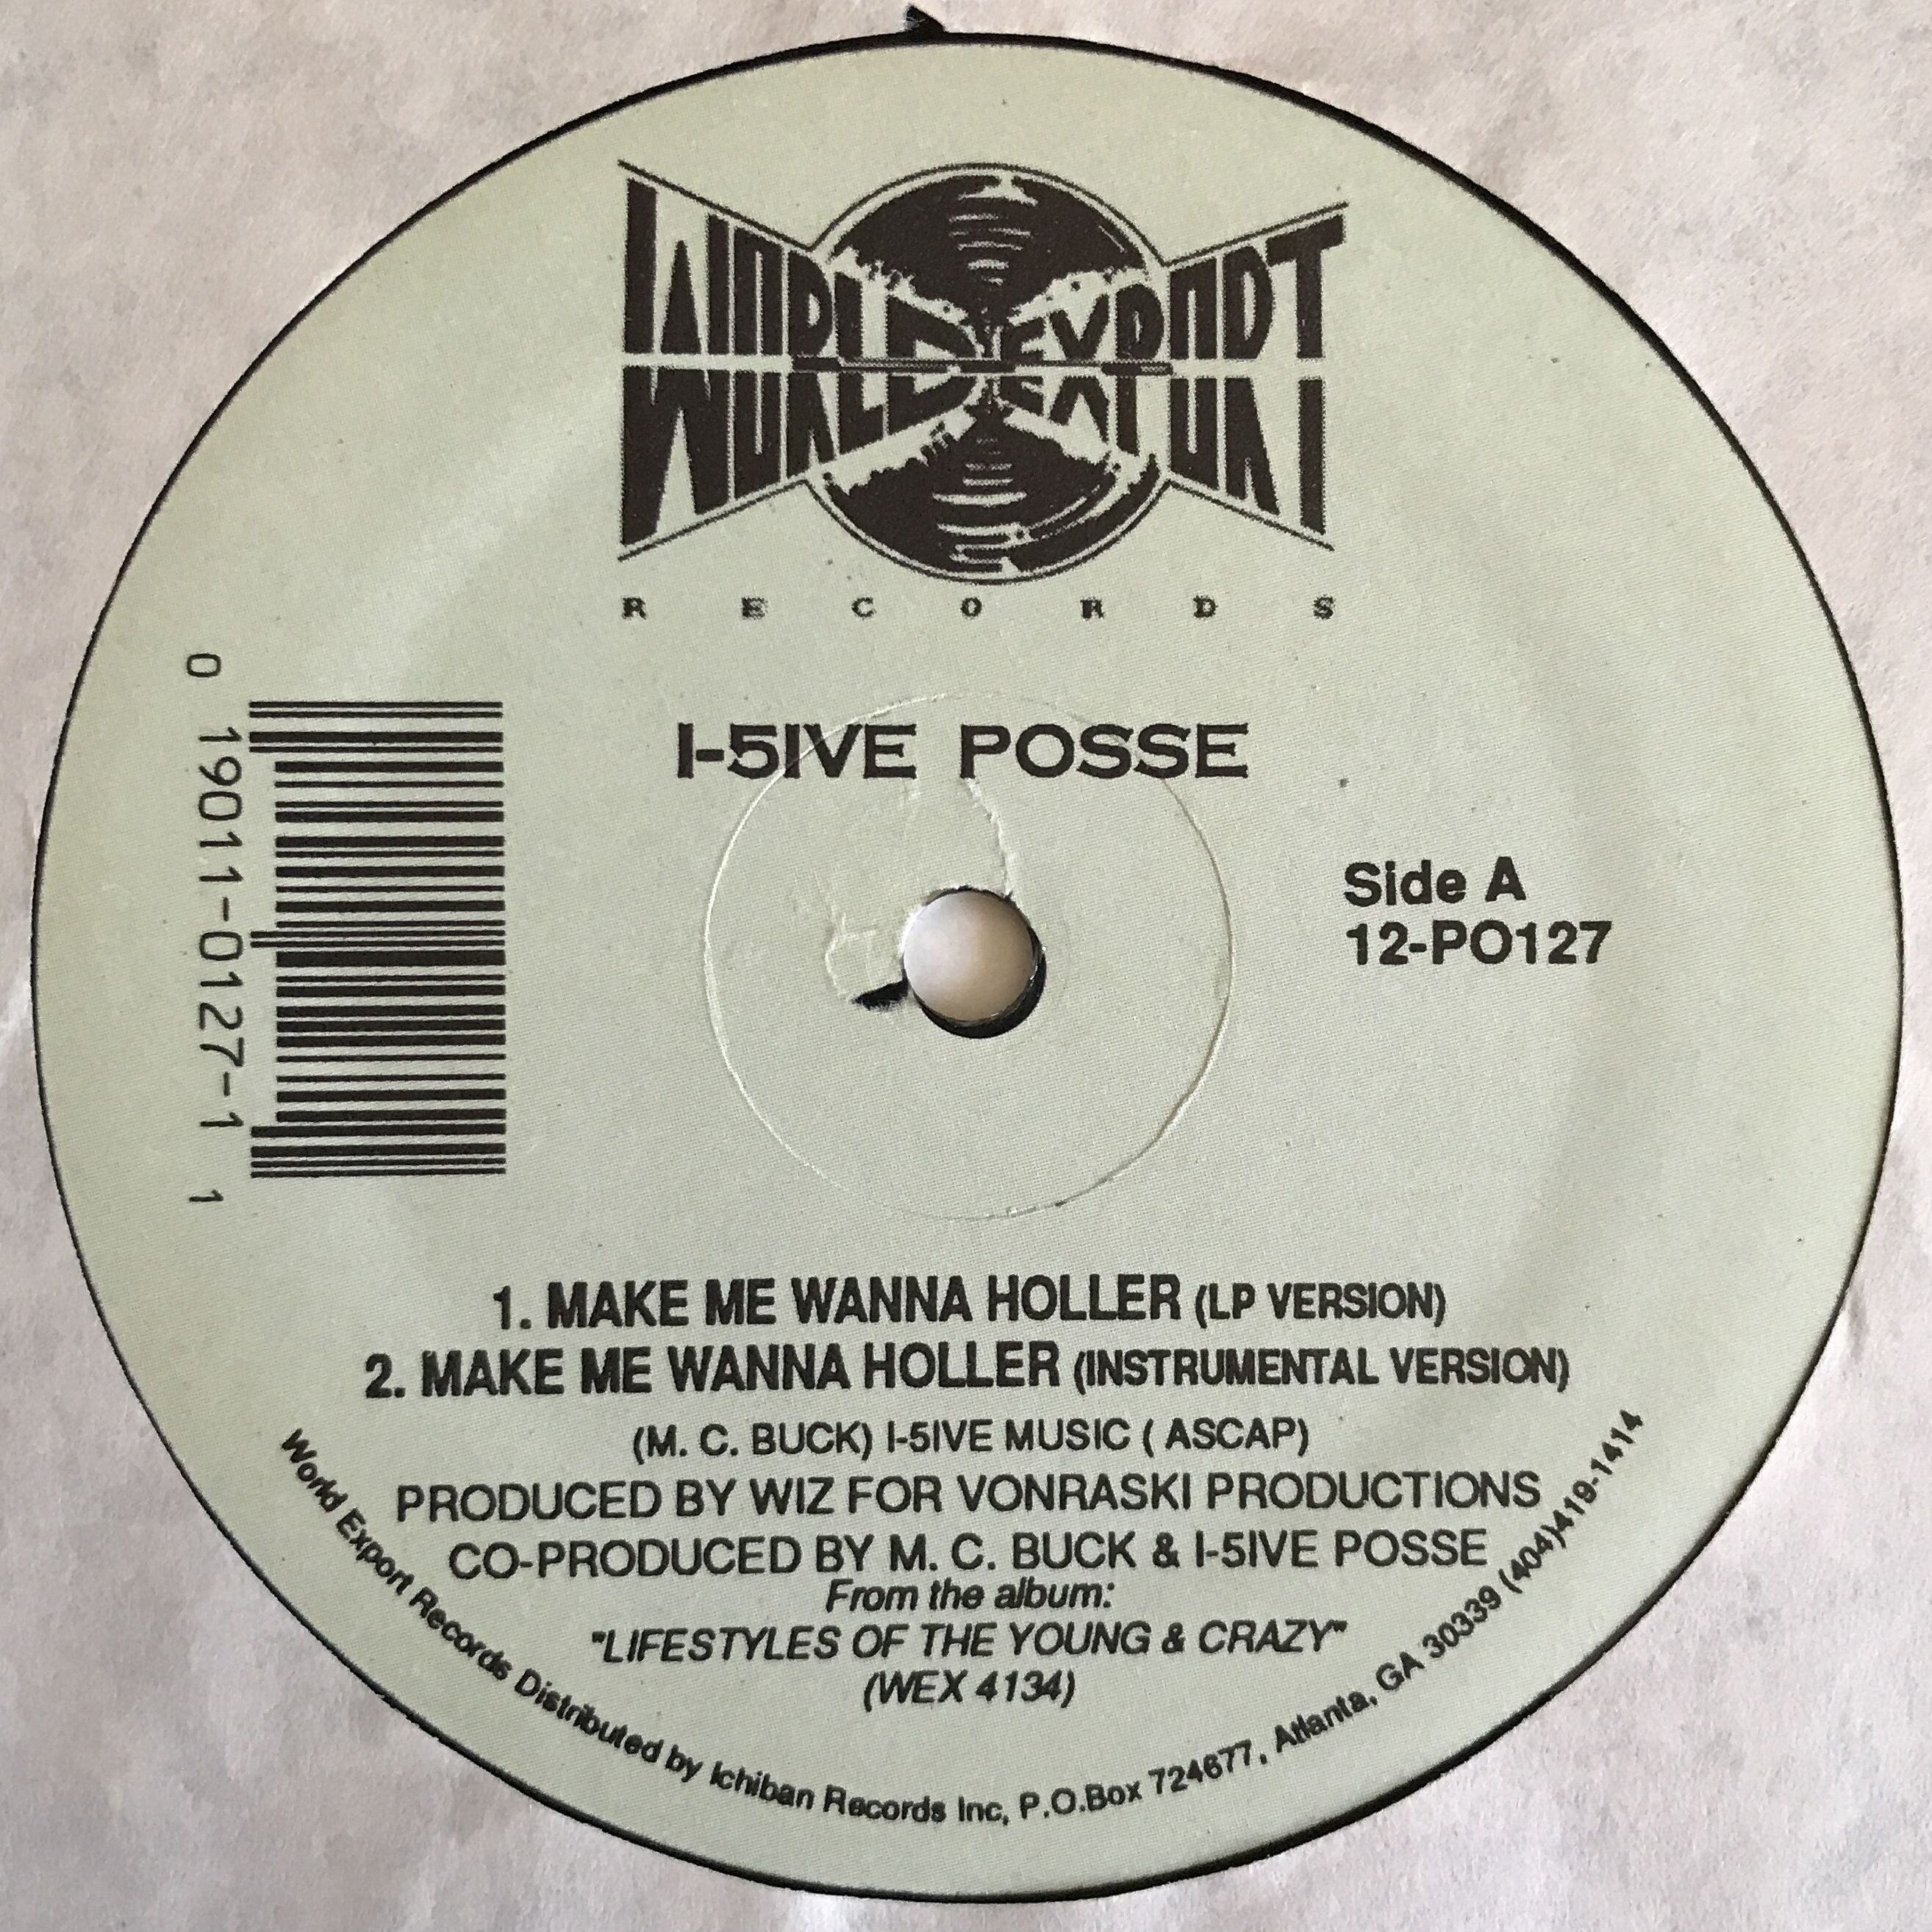 WORLD EXPORT
RECORDS
I-5IVE POSSE
0 19011-0127-1 1
Side A
12-PO127
1. MAKE ME WANNA HOLLER (LP VERSION)
2. MAKE ME WANNA HOLLER (INSTRUMENTAL VERSION)
(M. C. BUCK) I-5IVE MUSIC ( ASCAP)
PRODUCED BY WIZ FOR VONRASKI PRODUCTIONS
CO-PRODUCED BY M. C. BUCK & I-5IVE POSSE
From the album:
"LIFESTYLES OF THE YOUNG & CRAZY"
(WEX 4134)
World Export Records Distributed by Ichiban Records Inc, P.O.Box 724677, Atlanta, GA 30339 (404)419-1414